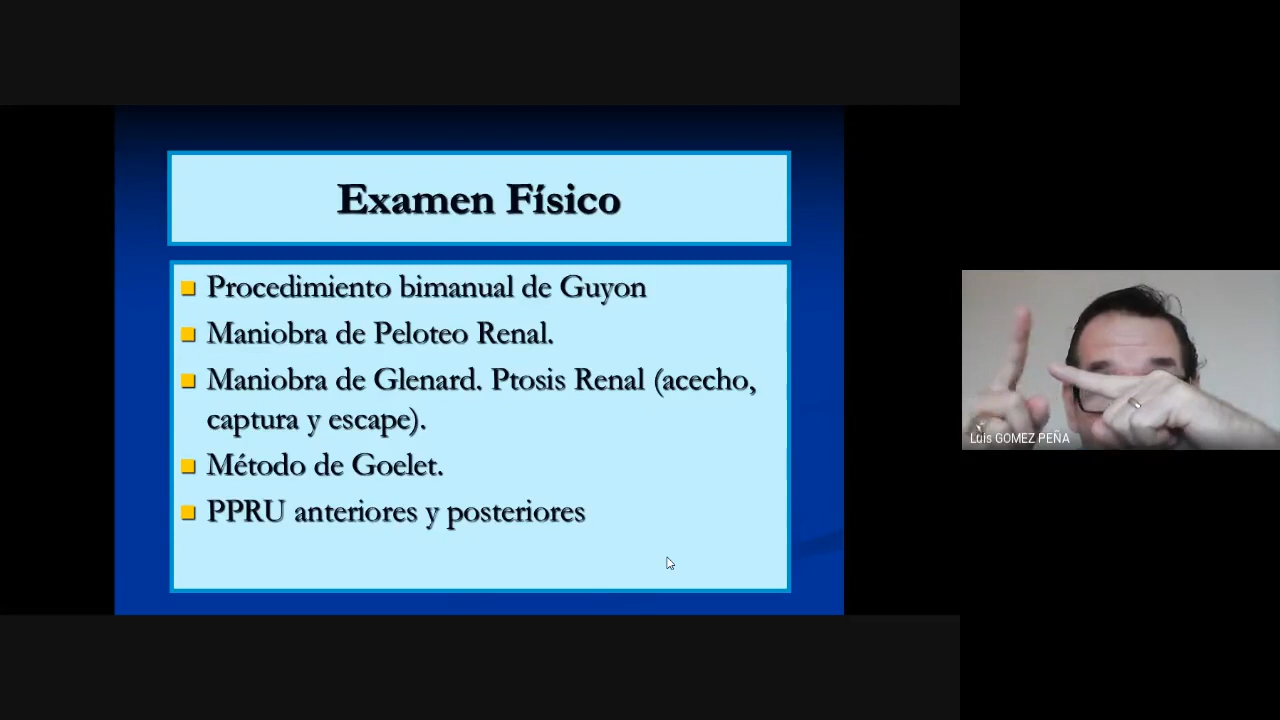 Examen Físico
Procedimiento bimanual de Guyon
Maniobra de Peloteo Renal.
Maniobra de Glenard. Ptosis Renal (acecho,
captura y escape).
Método de Goelet.
PPRU anteriores y posteriores
Luis GOMEZ PEÑA